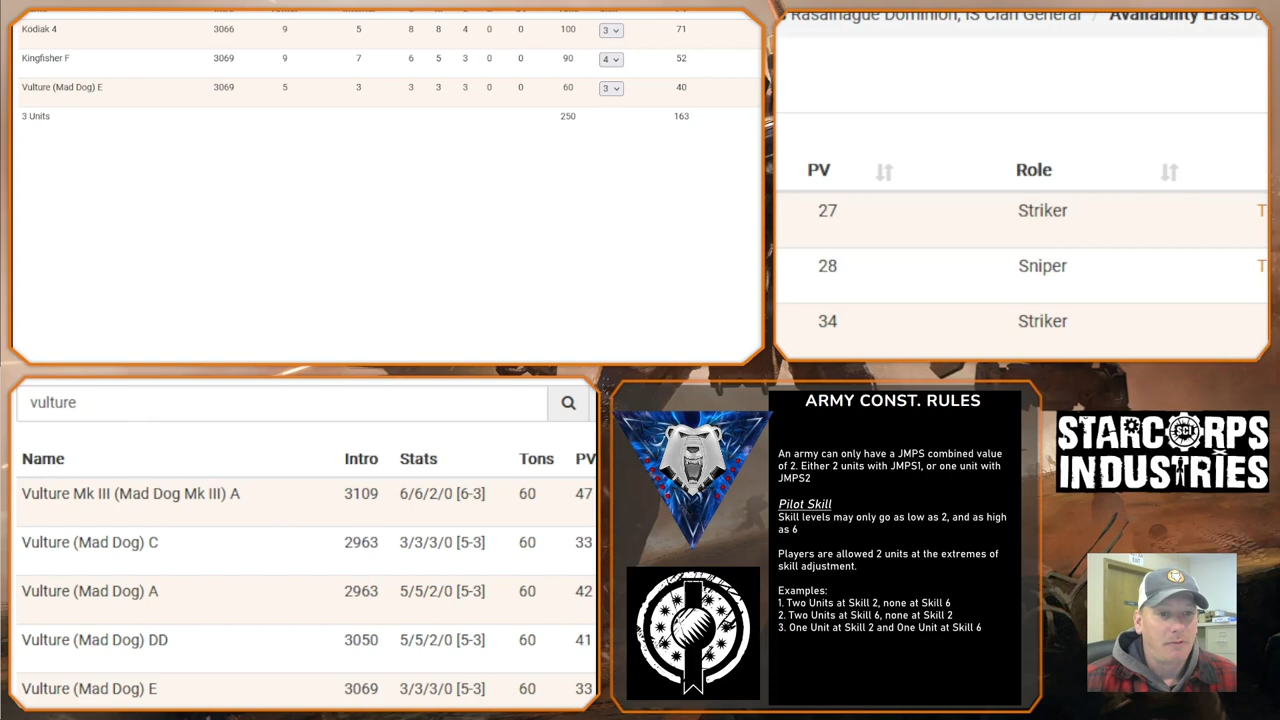 Kodiak 4 3066 9 5 8 8 4 0 0 100 3 71
Kingfisher F 3069 9 7 6 5 3 0 0 90 4 52
Vulture (Mad Dog) E 3069 5 3 3 3 3 0 0 60 3 40
3 Units 250 163
Rasalhague Dominion, IS Clan General / Availability Eras
PV Role
27 Striker T
28 Sniper T
34 Striker
vulture
Name Intro Stats Tons PV
Vulture Mk III (Mad Dog Mk III) A 3109 6/6/2/0 [6-3] 60 47
Vulture (Mad Dog) C 2963 3/3/3/0 [5-3] 60 33
Vulture (Mad Dog) A 2963 5/5/2/0 [5-3] 60 42
Vulture (Mad Dog) DD 3050 5/5/2/0 [5-3] 60 41
Vulture (Mad Dog) E 3069 3/3/3/0 [5-3] 60 33
ARMY CONST. RULES
An army can only have a JMPS combined value
of 2. Either 2 units with JMPS1, or one unit with
JMPS2
Pilot Skill
Skill levels may only go as low as 2, and as high
as 6
Players are allowed 2 units at the extremes of
skill adjustment.
Examples:
1. Two Units at Skill 2, none at Skill 6
2. Two Units at Skill 6, none at Skill 2
3. One Unit at Skill 2 and One Unit at Skill 6
STARCORPS
SCI
INDUSTRIES